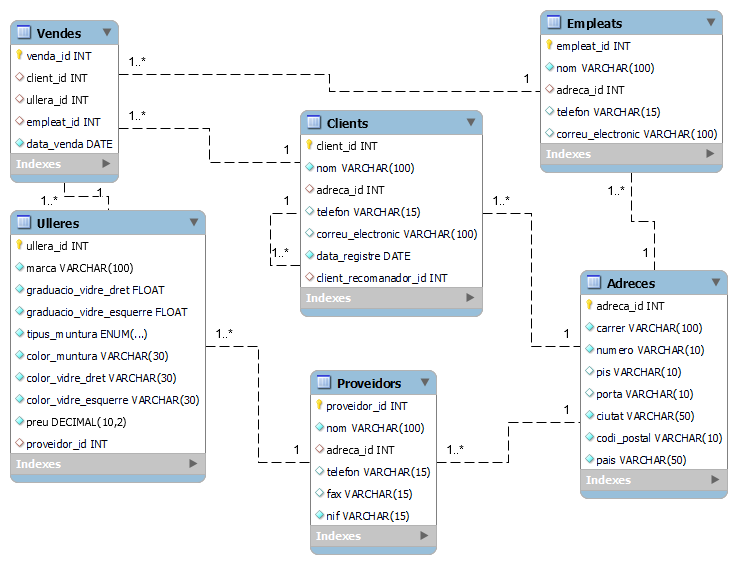 Vendes
venda_id INT
client_id INT
ullera_id INT
empleat_id INT
data_venda DATE
Indexes
Empleats
empleat_id INT
nom VARCHAR(100)
adreca_id INT
telefon VARCHAR(15)
correu_electronic VARCHAR(100)
Indexes
1..*
1
1..*
1
Clients
client_id INT
nom VARCHAR(100)
adreca_id INT
telefon VARCHAR(15)
correu_electronic VARCHAR(100)
data_registre DATE
client_recomanador_id INT
Indexes
1
1..*
1..*
1
1..*
1
1..*
1
Ulleres
ullera_id INT
marca VARCHAR(100)
graduacio_vidre_dret FLOAT
graduacio_vidre_esquerre FLOAT
tipus_muntura ENUM(...)
color_muntura VARCHAR(30)
color_vidre_dret VARCHAR(30)
color_vidre_esquerre VARCHAR(30)
preu DECIMAL(10,2)
proveidor_id INT
Indexes
1..*
1
Proveidors
proveidor_id INT
nom VARCHAR(100)
adreca_id INT
telefon VARCHAR(15)
fax VARCHAR(15)
nif VARCHAR(15)
Indexes
1..*
1
Adreces
adreca_id INT
carrer VARCHAR(100)
numero VARCHAR(10)
pis VARCHAR(10)
porta VARCHAR(10)
ciutat VARCHAR(50)
codi_postal VARCHAR(10)
pais VARCHAR(50)
Indexes